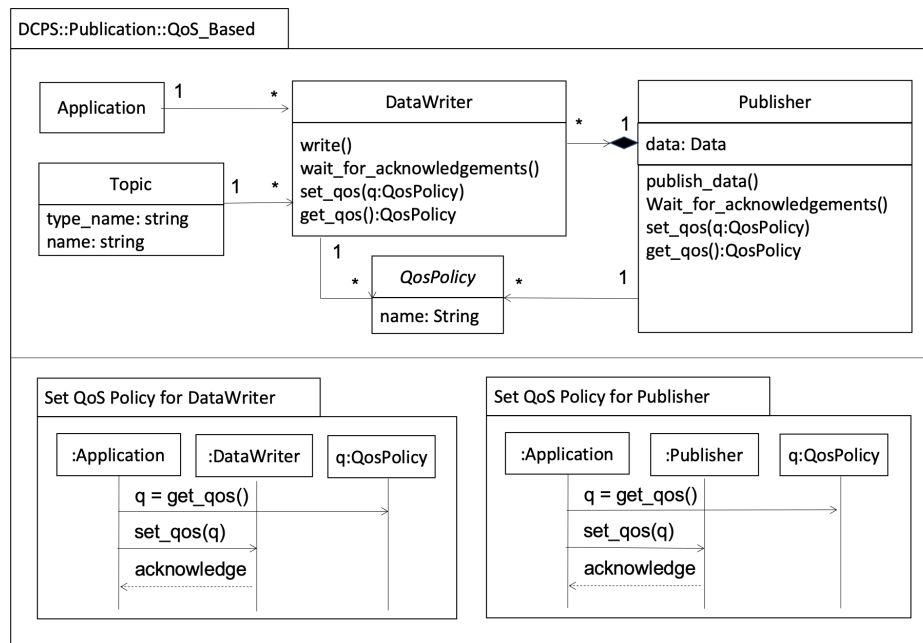 DCPS::Publication::QoS_Based
Application
1
*
DataWriter
write()
wait_for_acknowledgements()
set_qos(q:QosPolicy)
get_qos():QosPolicy
*
1
Publisher
data: Data
publish_data()
Wait_for_acknowledgements()
set_qos(q:QosPolicy)
get_qos():QosPolicy
Topic
type_name: string
name: string
1
*
1
*
QosPolicy
name: String
*
1
Set QoS Policy for DataWriter
:Application
:DataWriter
q:QosPolicy
q = get_qos()
set_qos(q)
acknowledge
Set QoS Policy for Publisher
:Application
:Publisher
q:QosPolicy
q = get_qos()
set_qos(q)
acknowledge